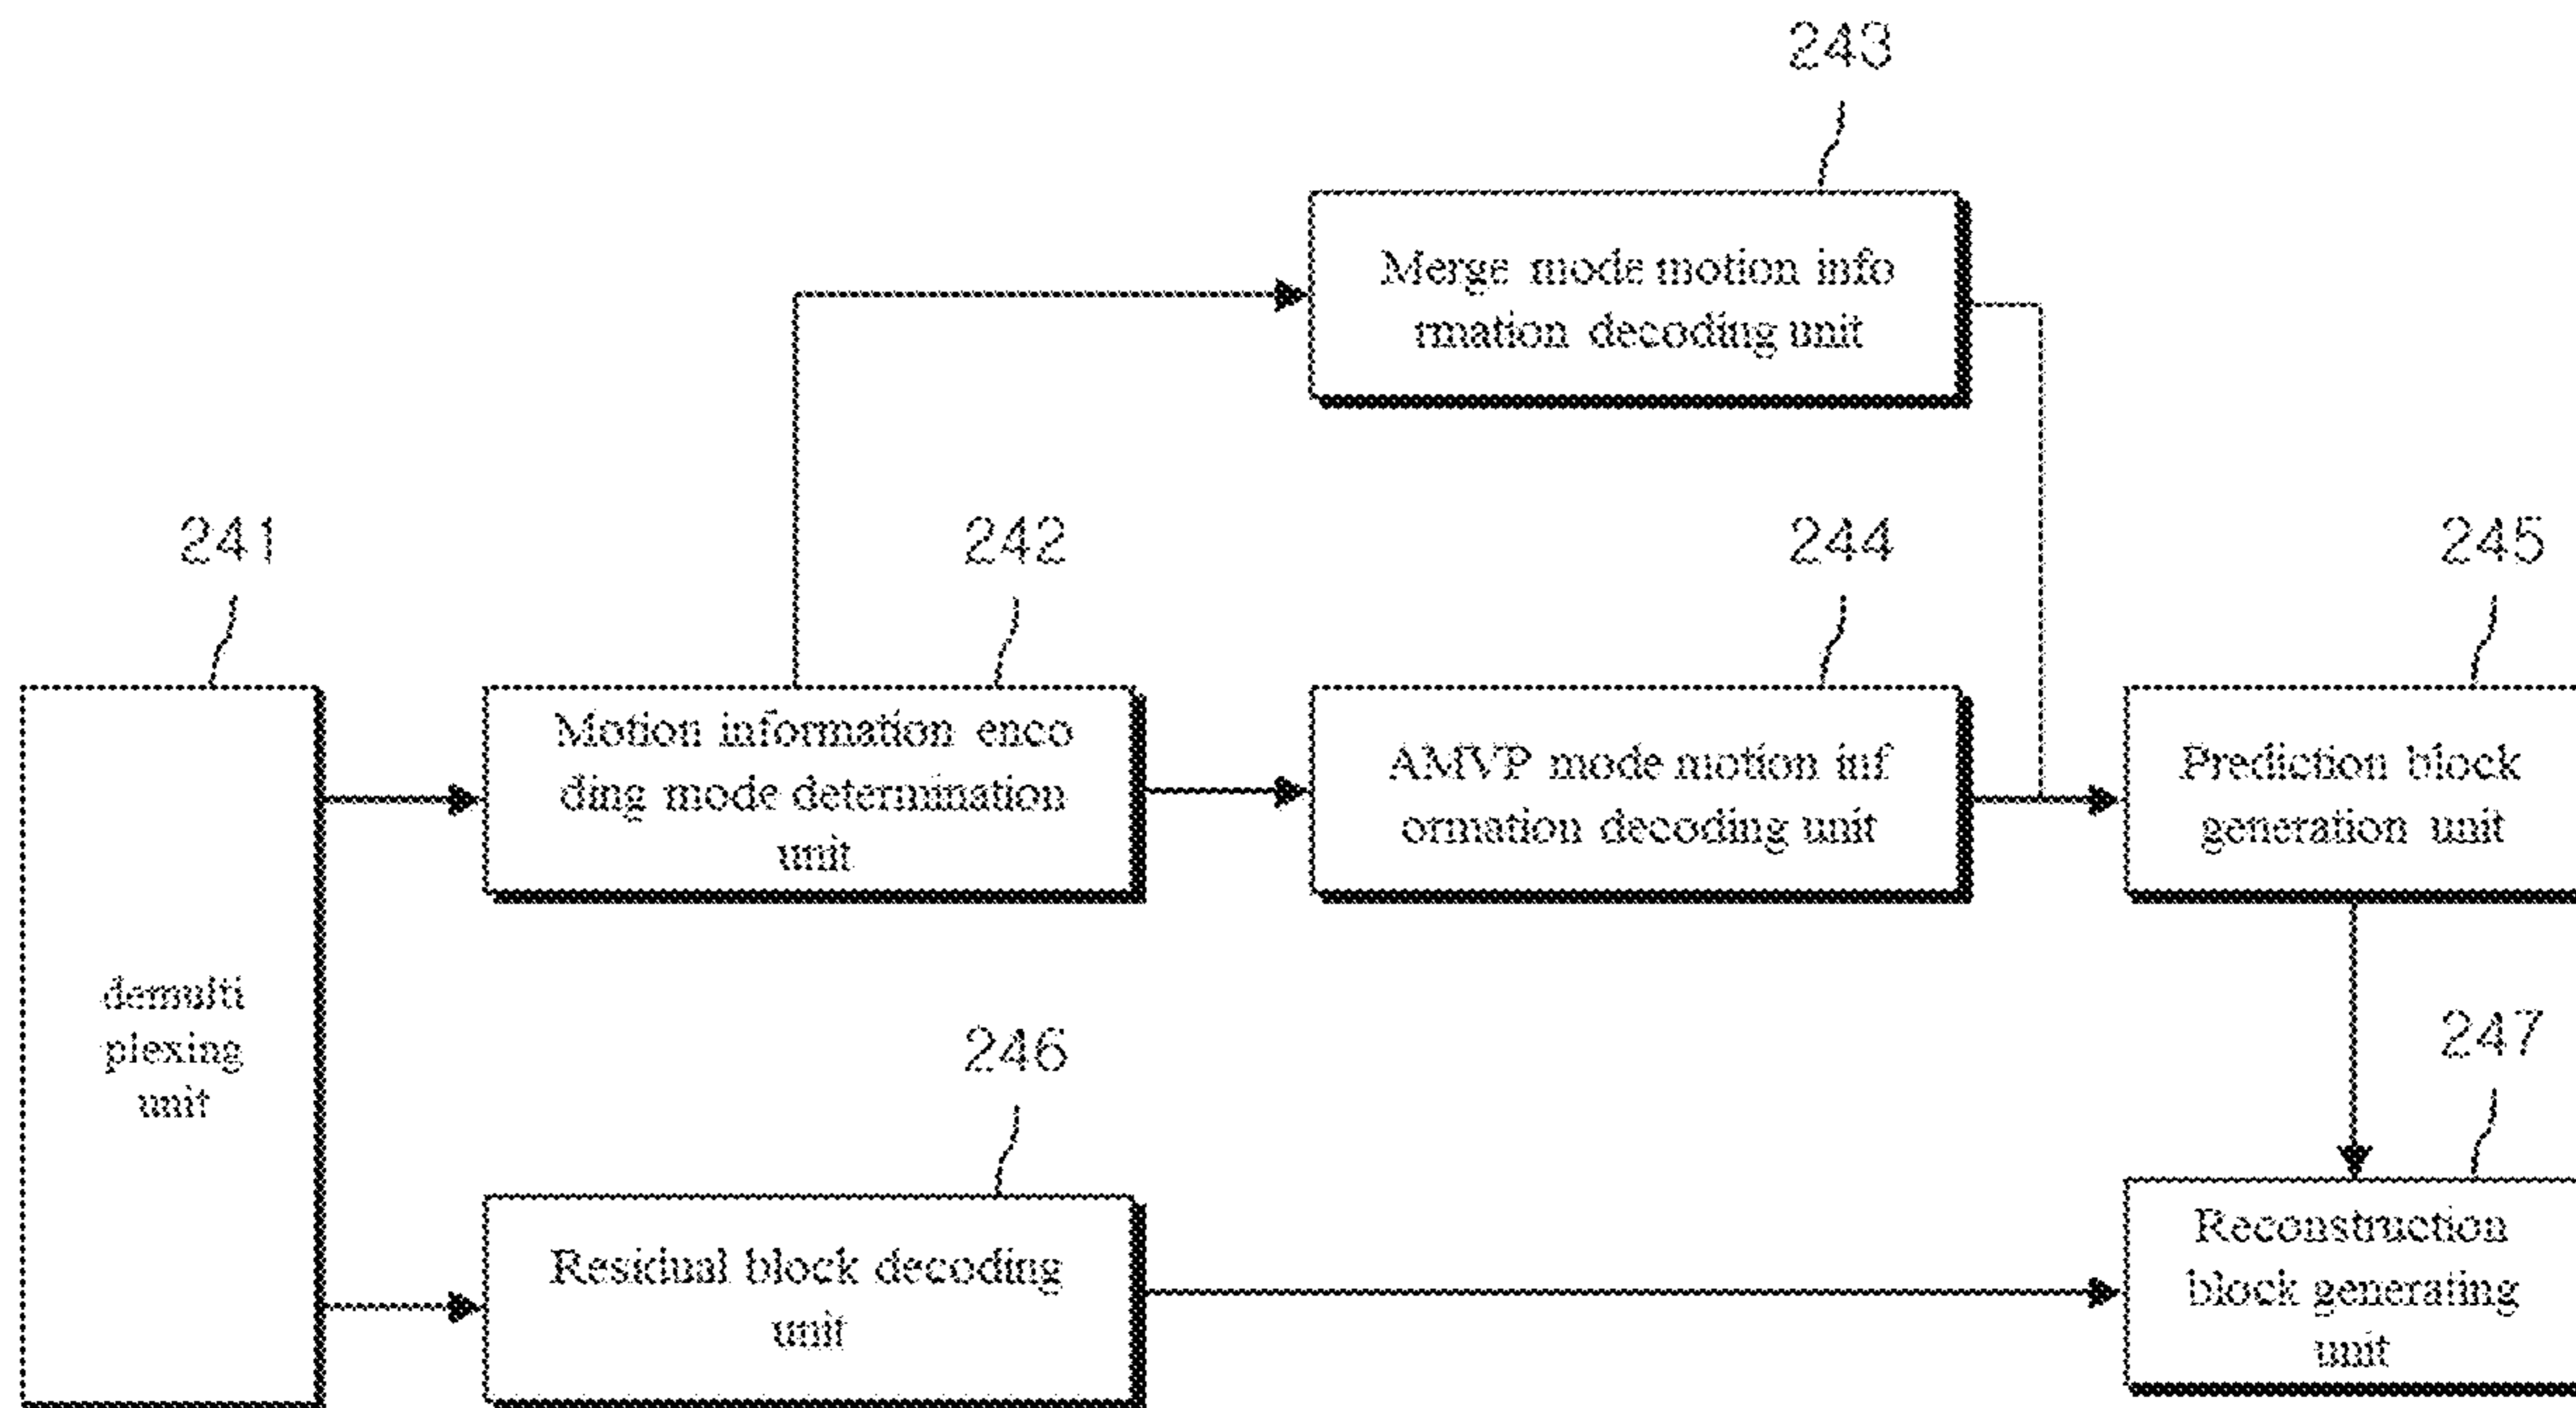 243
Merge mode motion info
rmation decoding unit
241
242
244
245
demulti
plexing
unit
Motion information enco
ding mode determination
unit
AMVP mode motion inf
ormation decoding unit
Prediction block
generation unit
246
247
Residual block decoding
unit
Reconstruction
block generating
unit